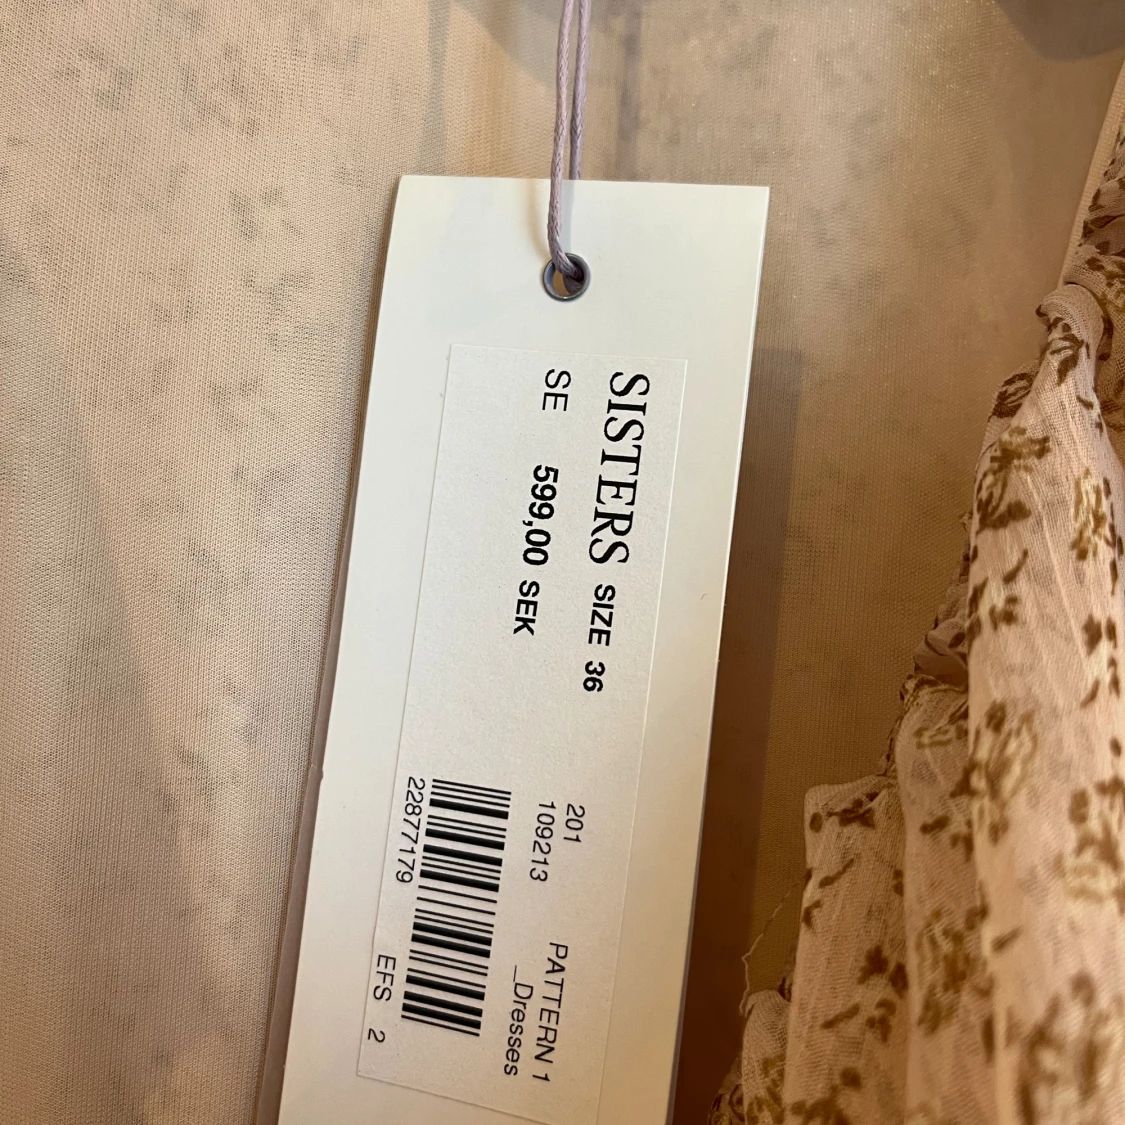 SISTERS SIZE 36
SE 599,00 SEK
201 PATTERN 1
109213 _Dresses
22877179 EFS 2